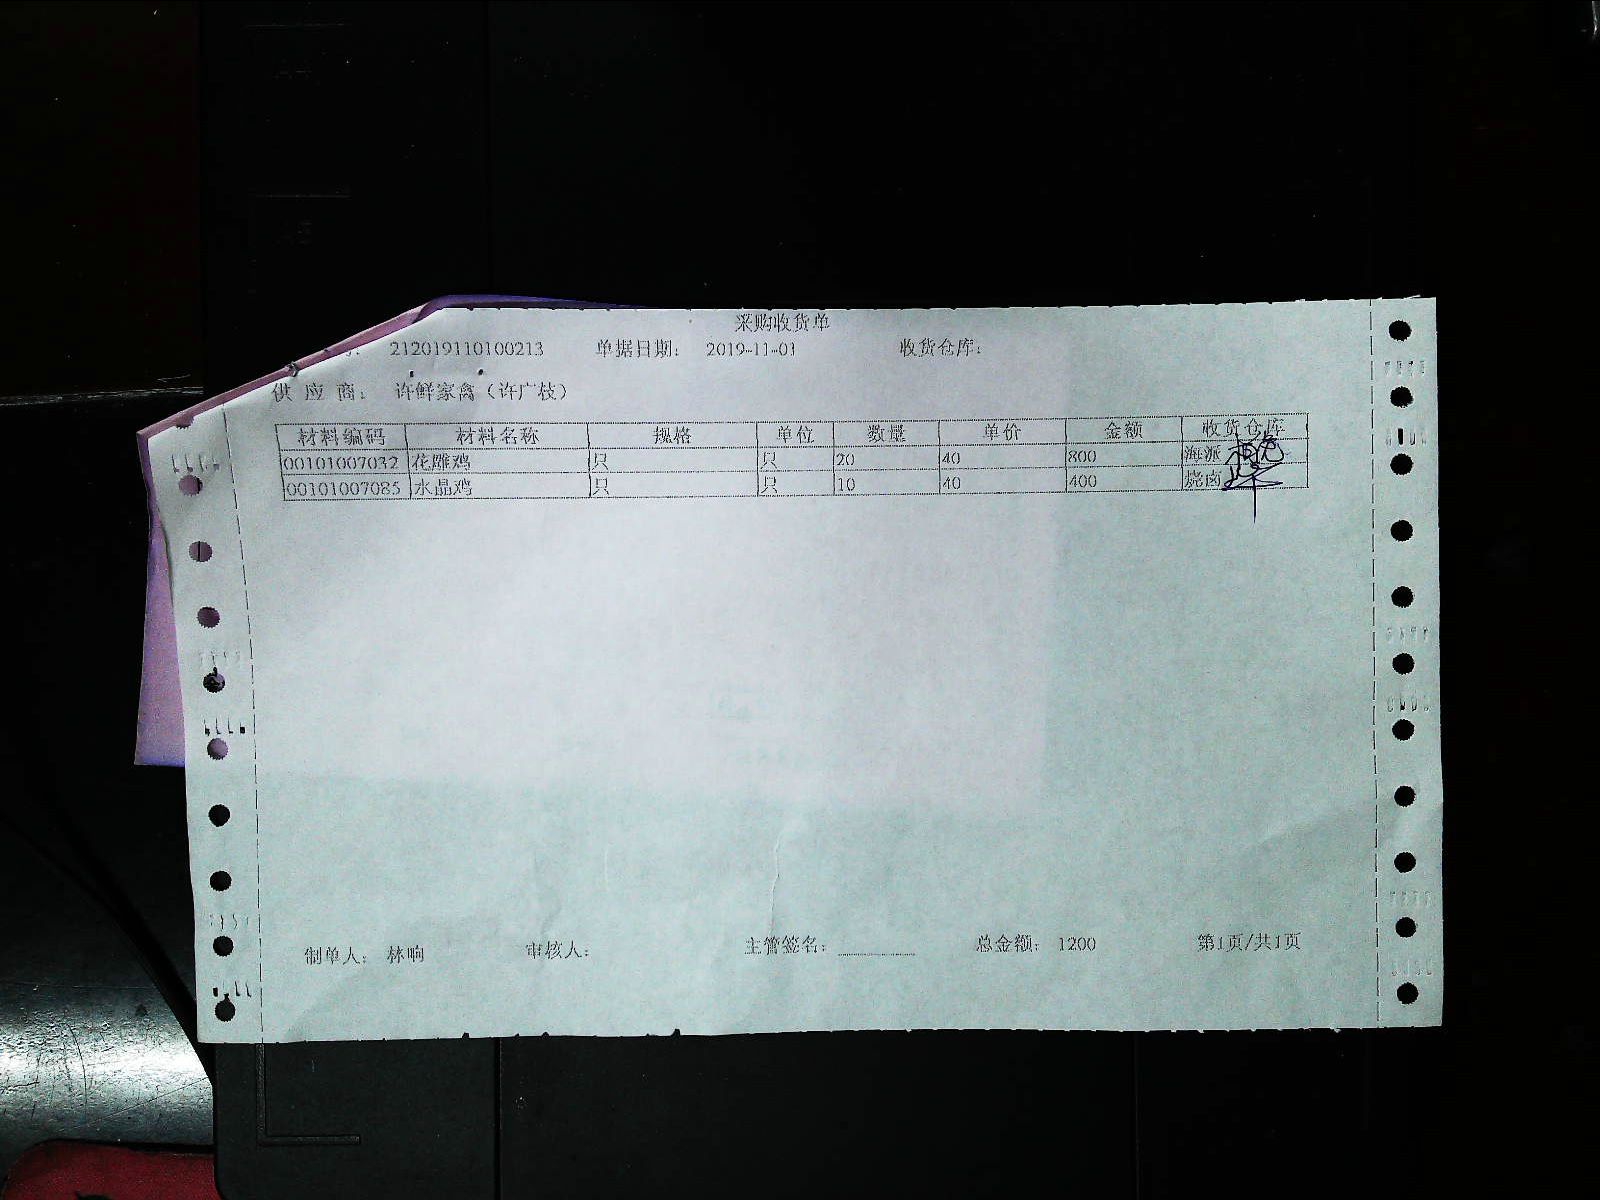 采购收货单
号： 212019110100213 单据日期： 2019-11-01 收货仓库：
供 应 商： 许鲜家禽（许广枝）
材料编码 材料名称 规格 单位 数量 单价 金额 收货仓库
00101007032 花雕鸡 只 只 20 40 800 海派
00101007085 水晶鸡 只 只 10 40 400 烧卤
制单人： 林响 审核人： 主管签名： 总金额： 1200 第1页/共1页